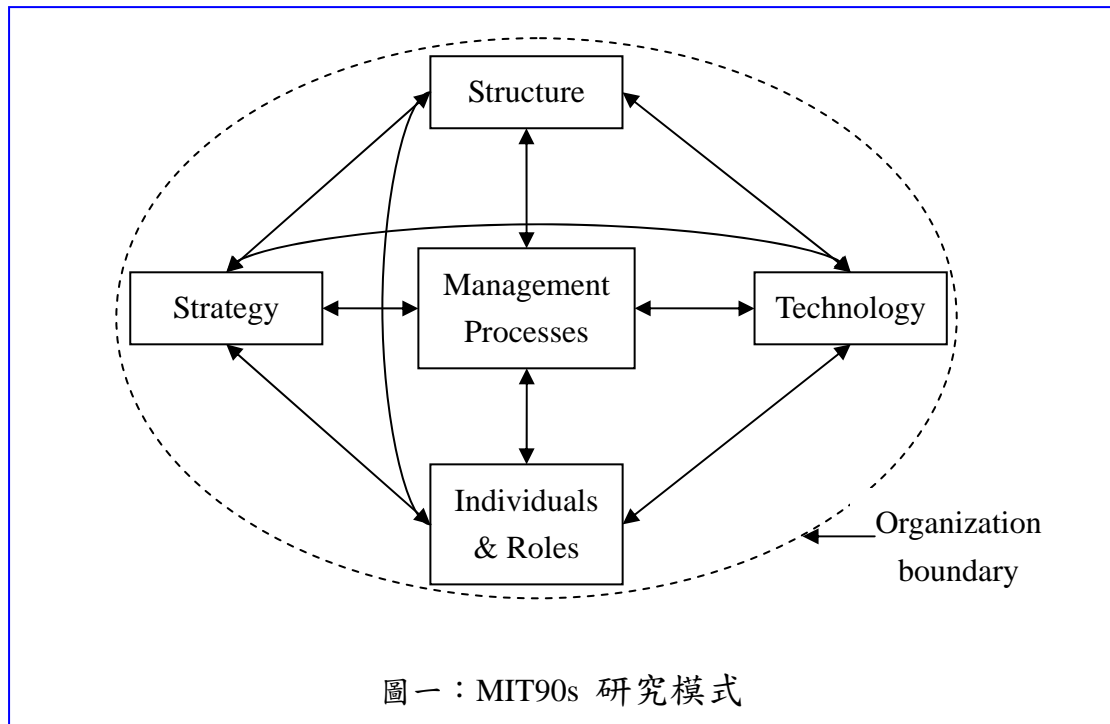 Structure
Strategy
Management
Processes
Technology
Individuals
& Roles
Organization
boundary
圖一：MIT90s 研究模式